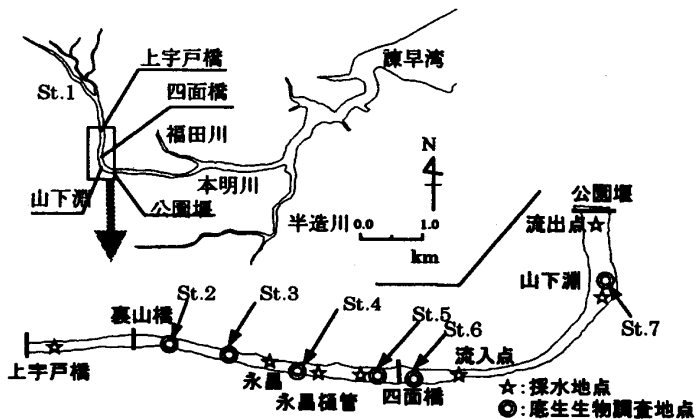 上宇戸橋
諫早湾
St.1
四面橋
福田川
N
本明川
山下淵
公園堰
半造川
0.0 1.0
km
公園堰
流出点
山下淵
St.7
St.2
St.3
St.4
St.5
St.6
裏山橋
流入点
上宇戸橋
永昌
永昌樋管
四面橋
☆:採水地点
◎:底生生物調査地点